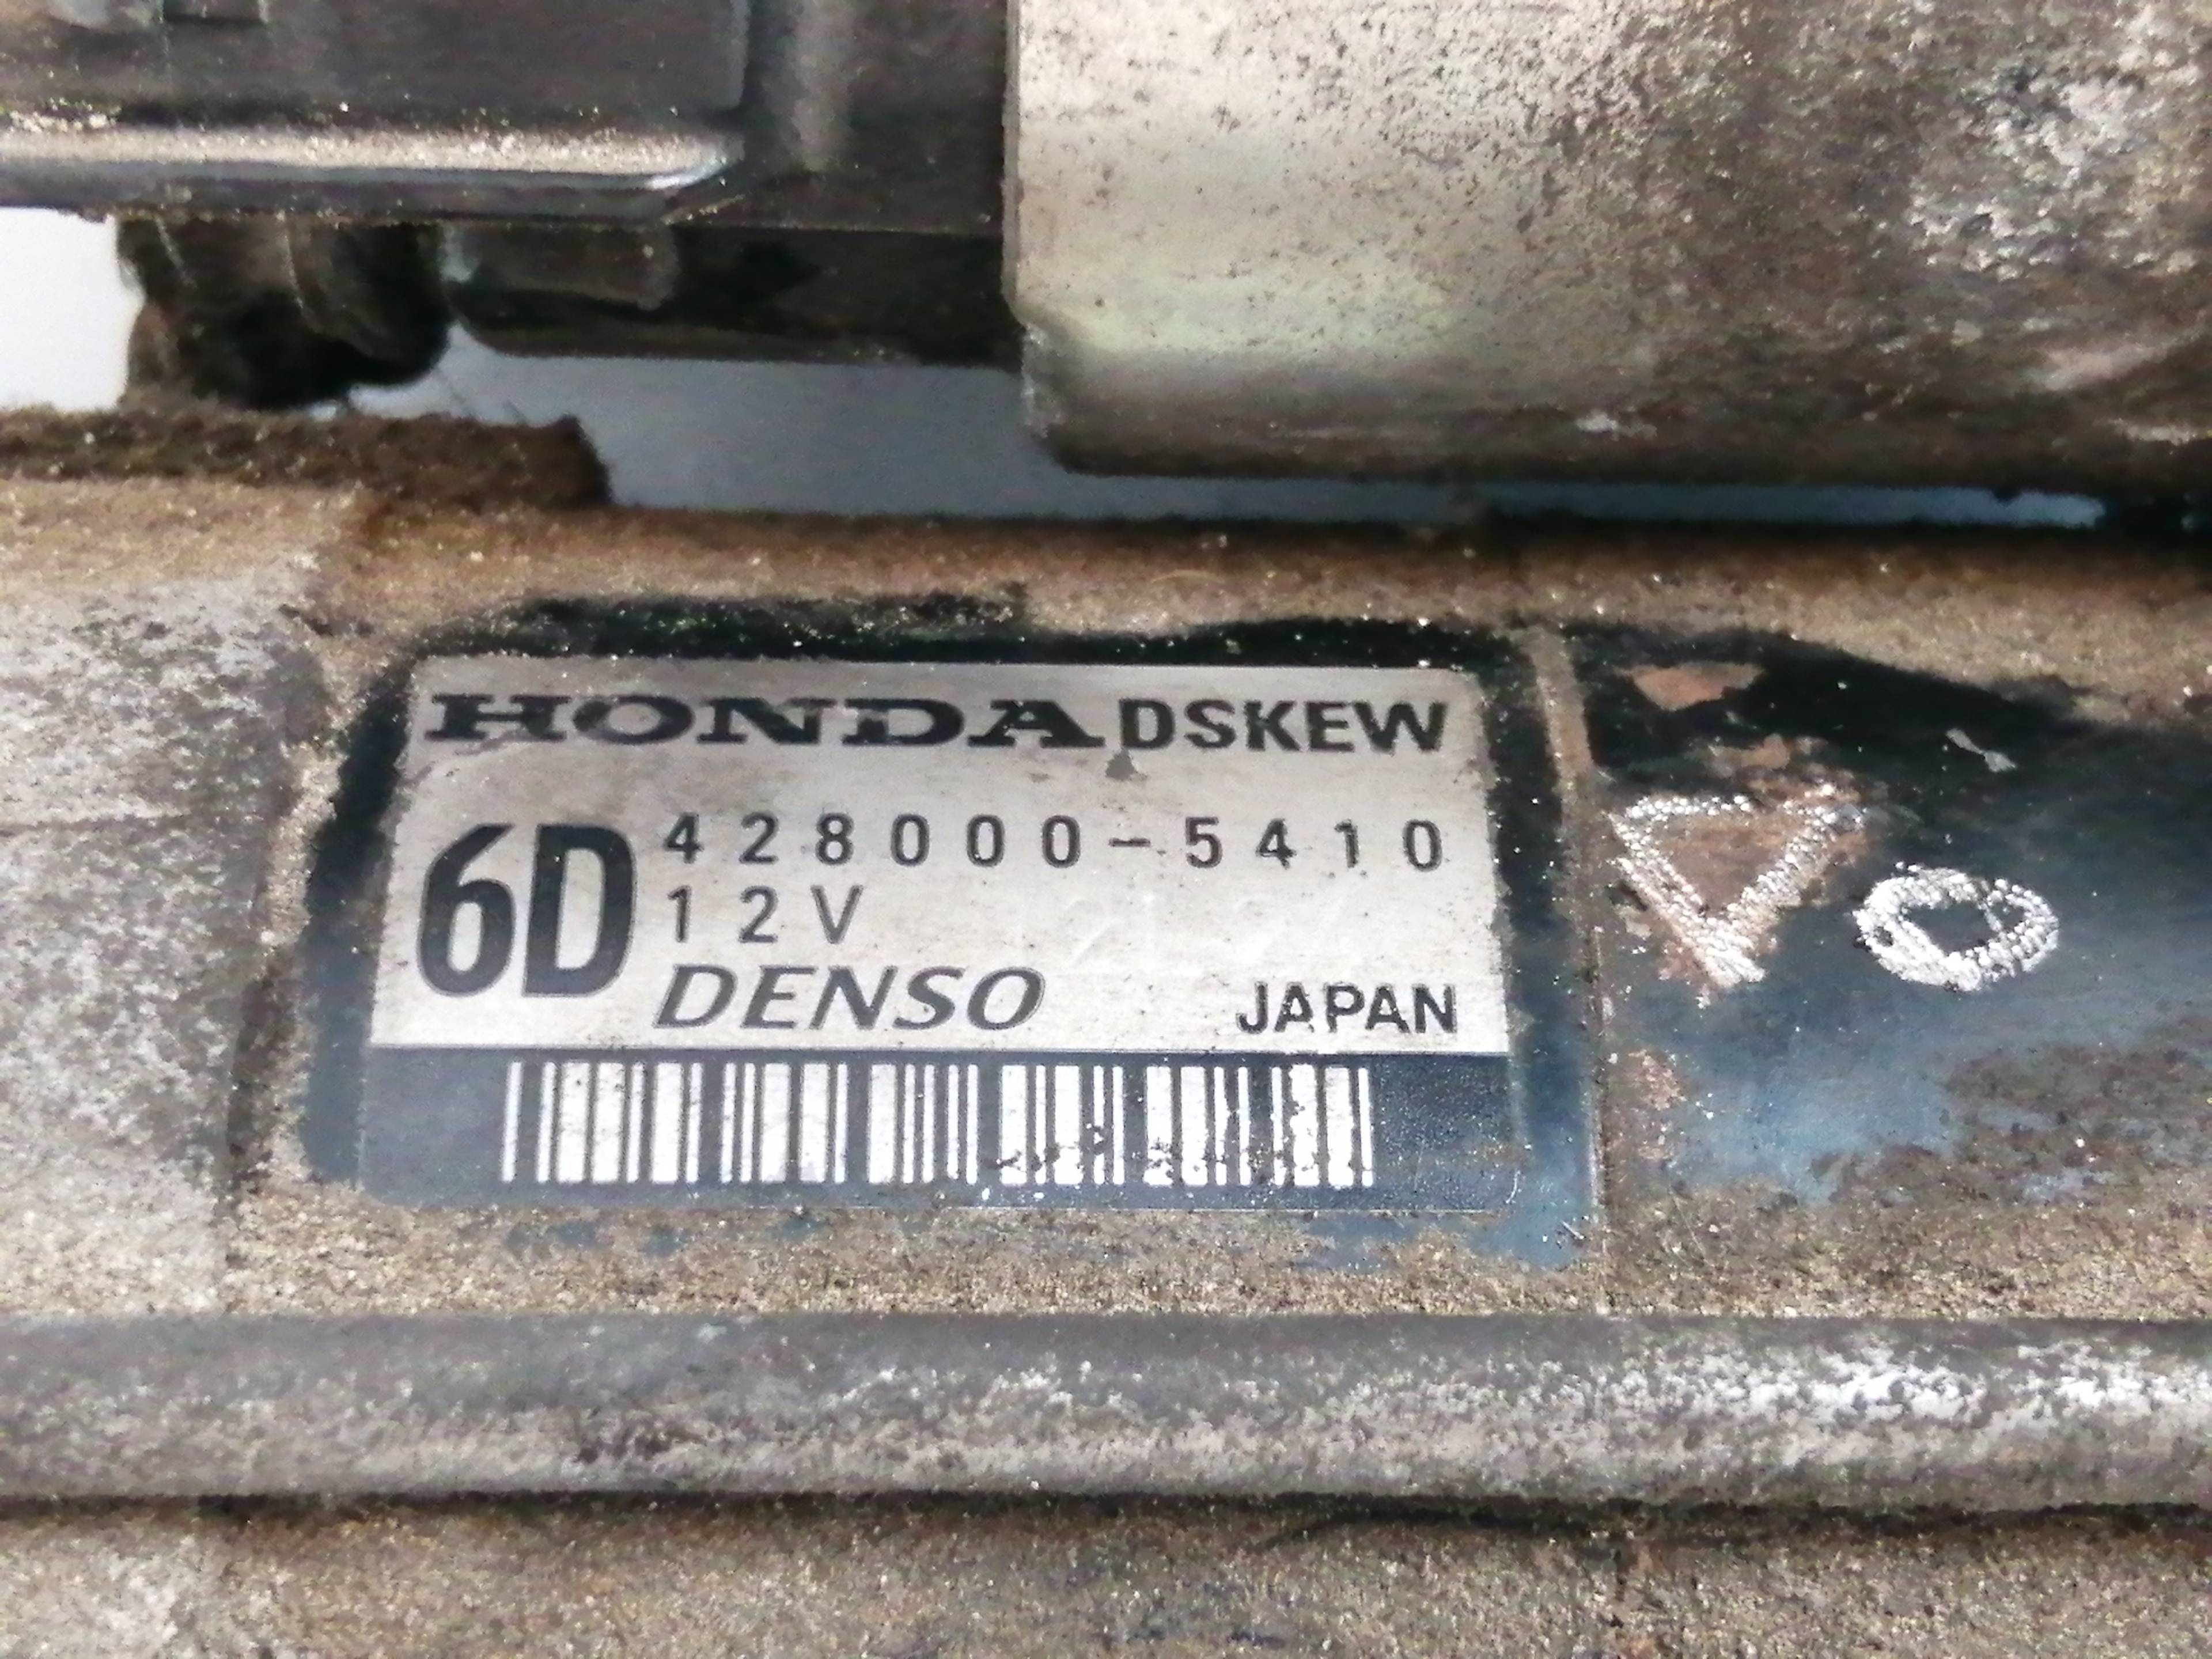 HONDA DSKEW
6D 428000-5410
12V
DENSO JAPAN